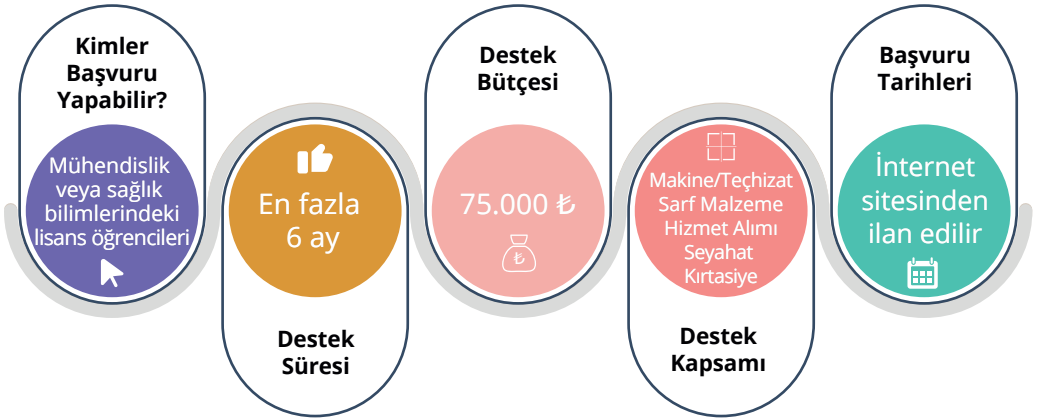 Kimler
Başvuru
Yapabilir?
Mühendislik
veya sağlık
bilimlerindeki
lisans öğrencileri
En fazla
6 ay
Destek
Süresi
Destek
Bütçesi
75.000 ₺
₺
Makine/Teçhizat
Sarf Malzeme
Hizmet Alımı
Seyahat
Kırtasiye
Destek
Kapsamı
Başvuru
Tarihleri
İnternet
sitesinden
ilan edilir